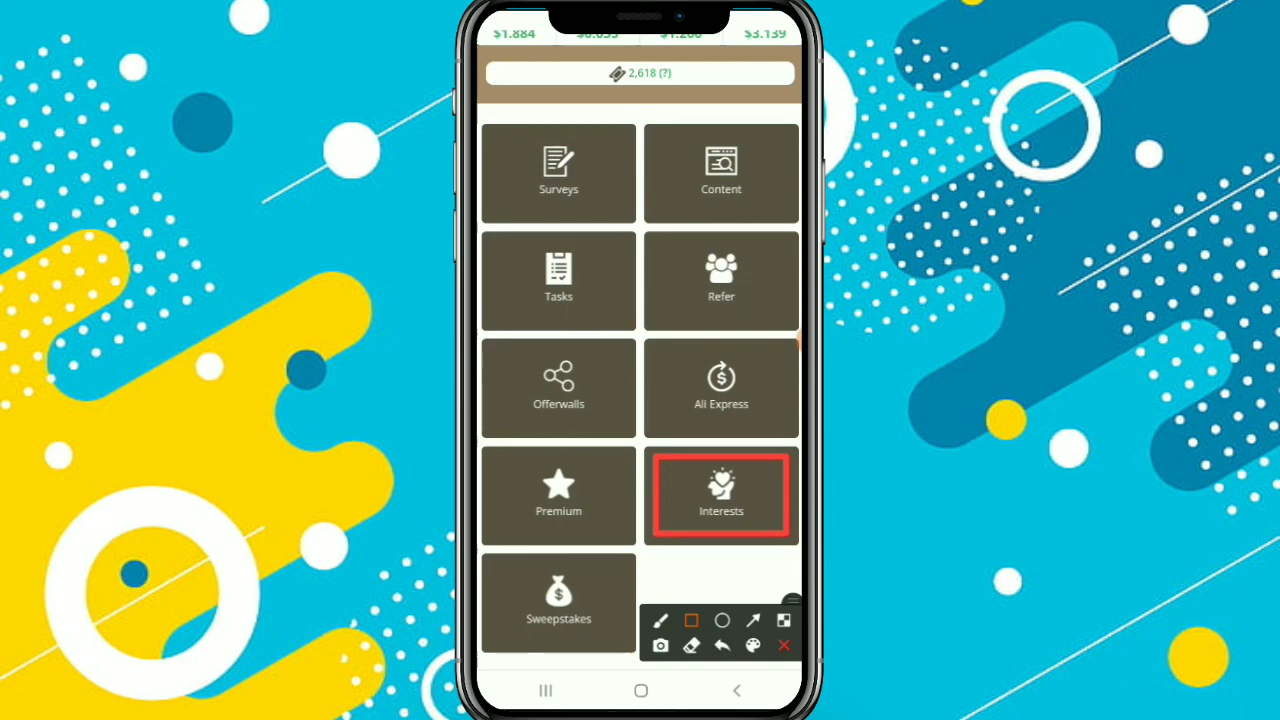 $1.884 $1.200 $3.139
2,618 (?)
Surveys Content
Tasks Refer
Offerwalls Ali Express
Premium Interests
Sweepstakes